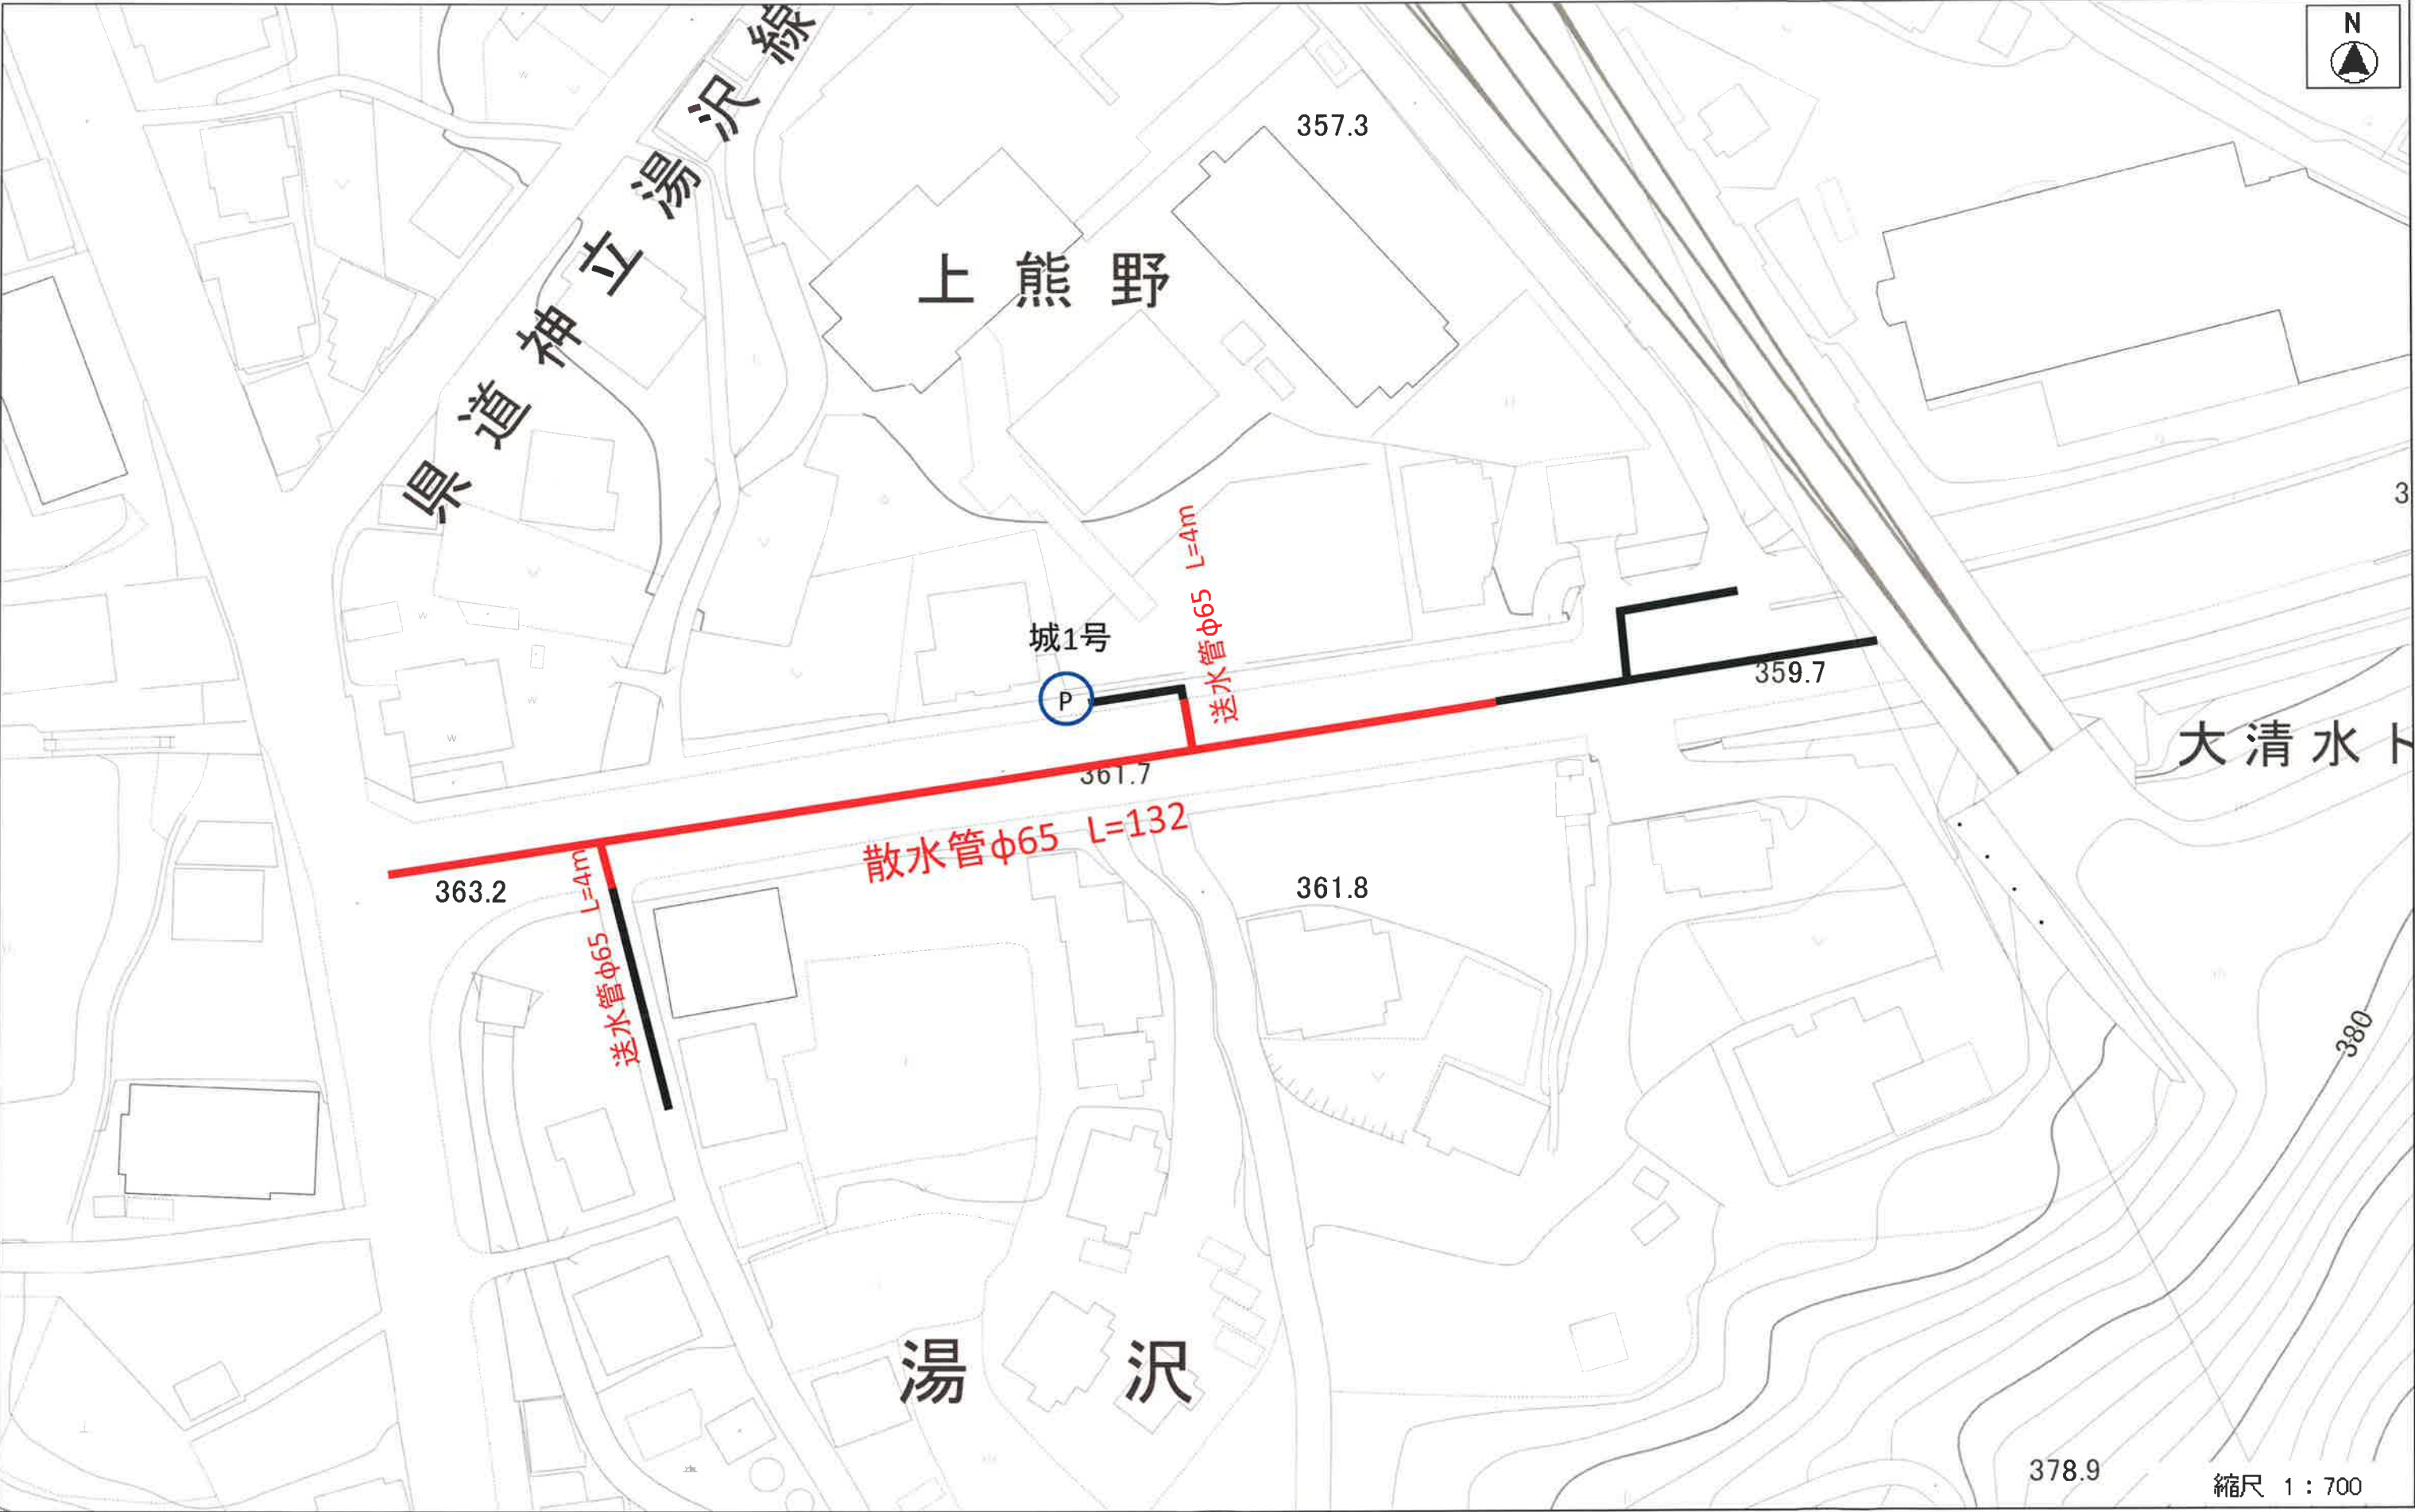 N
県道神立湯沢線
357.3
上熊野
3
送水管φ65 L=4m
城1号
P
359.7
大清水ト
361.7
散水管φ65 L=132
363.2
送水管φ65 L=4m
361.8
380
湯沢
378.9
縮尺 1：700